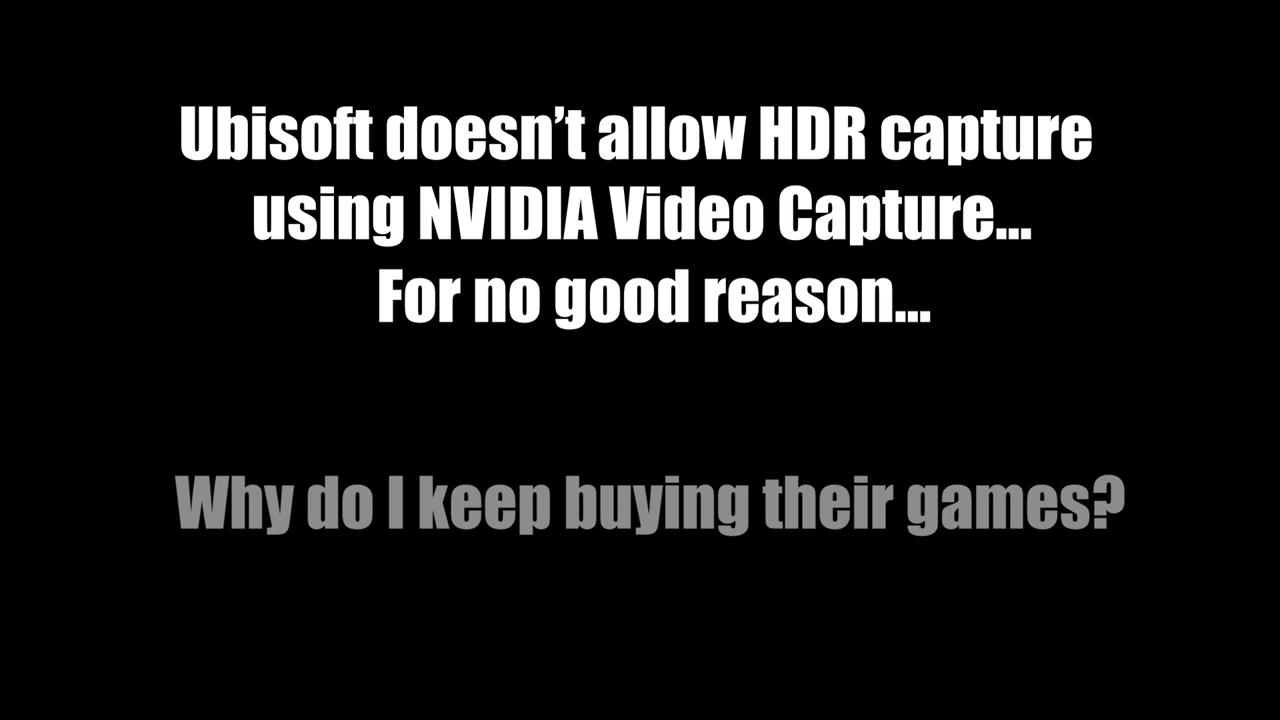 Ubisoft doesn’t allow HDR capture
using NVIDIA Video Capture...
For no good reason...
Why do I keep buying their games?